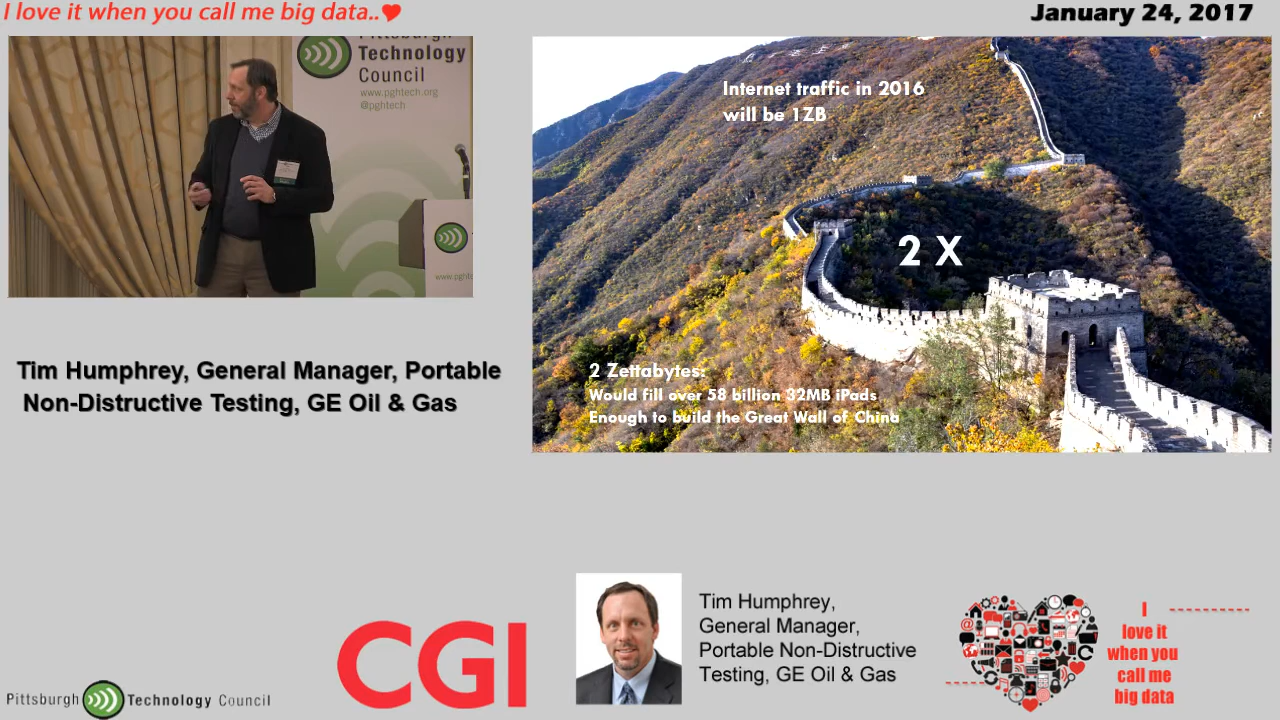 I love it when you call me big data..
January 24, 2017
Pittsburgh
Technology
Council
www.pghtech.org
@pghtech
Internet traffic in 2016
will be 1ZB
2 X
2 Zettabytes:
Would fill over 58 billion 32MB iPads
Enough to build the Great Wall of China
Tim Humphrey, General Manager, Portable
Non-Distructive Testing, GE Oil & Gas
CGI
Tim Humphrey,
General Manager,
Portable Non-Distructive
Testing, GE Oil & Gas
I
love it
when you
call me
big data
Pittsburgh Technology Council